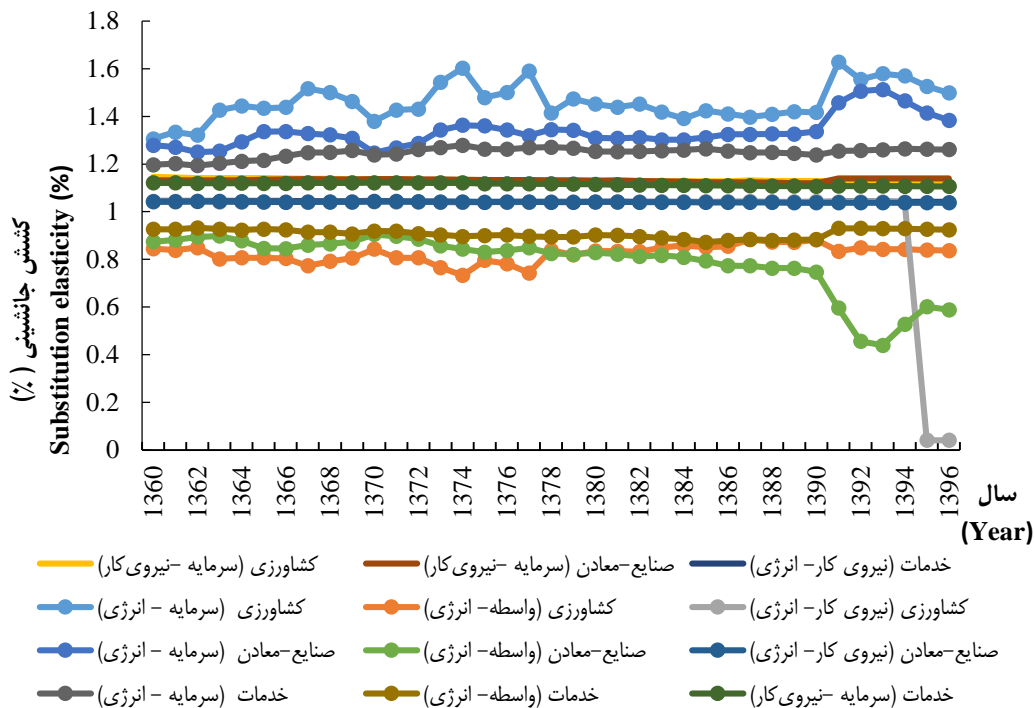 1.8
1.6
1.4
1.2
1
0.8
0.6
0.4
0.2
0
کشش جانشینی (%)
Substitution elasticity (%)
1360
1362
1364
1366
1368
1370
1372
1374
1376
1378
1380
1382
1384
1386
1388
1390
1392
1394
1396
سال
(Year)
کشاورزی (سرمایه -نیروی‌کار)
صنایع-معادن (سرمایه -نیروی‌کار)
خدمات (نیروی کار- انرژی)
کشاورزی (سرمایه - انرژی)
کشاورزی (واسطه- انرژی)
کشاورزی (نیروی کار- انرژی)
صنایع-معادن (سرمایه - انرژی)
صنایع-معادن (واسطه- انرژی)
صنایع-معادن (نیروی کار- انرژی)
خدمات (سرمایه - انرژی)
خدمات (واسطه- انرژی)
خدمات (سرمایه -نیروی‌کار)